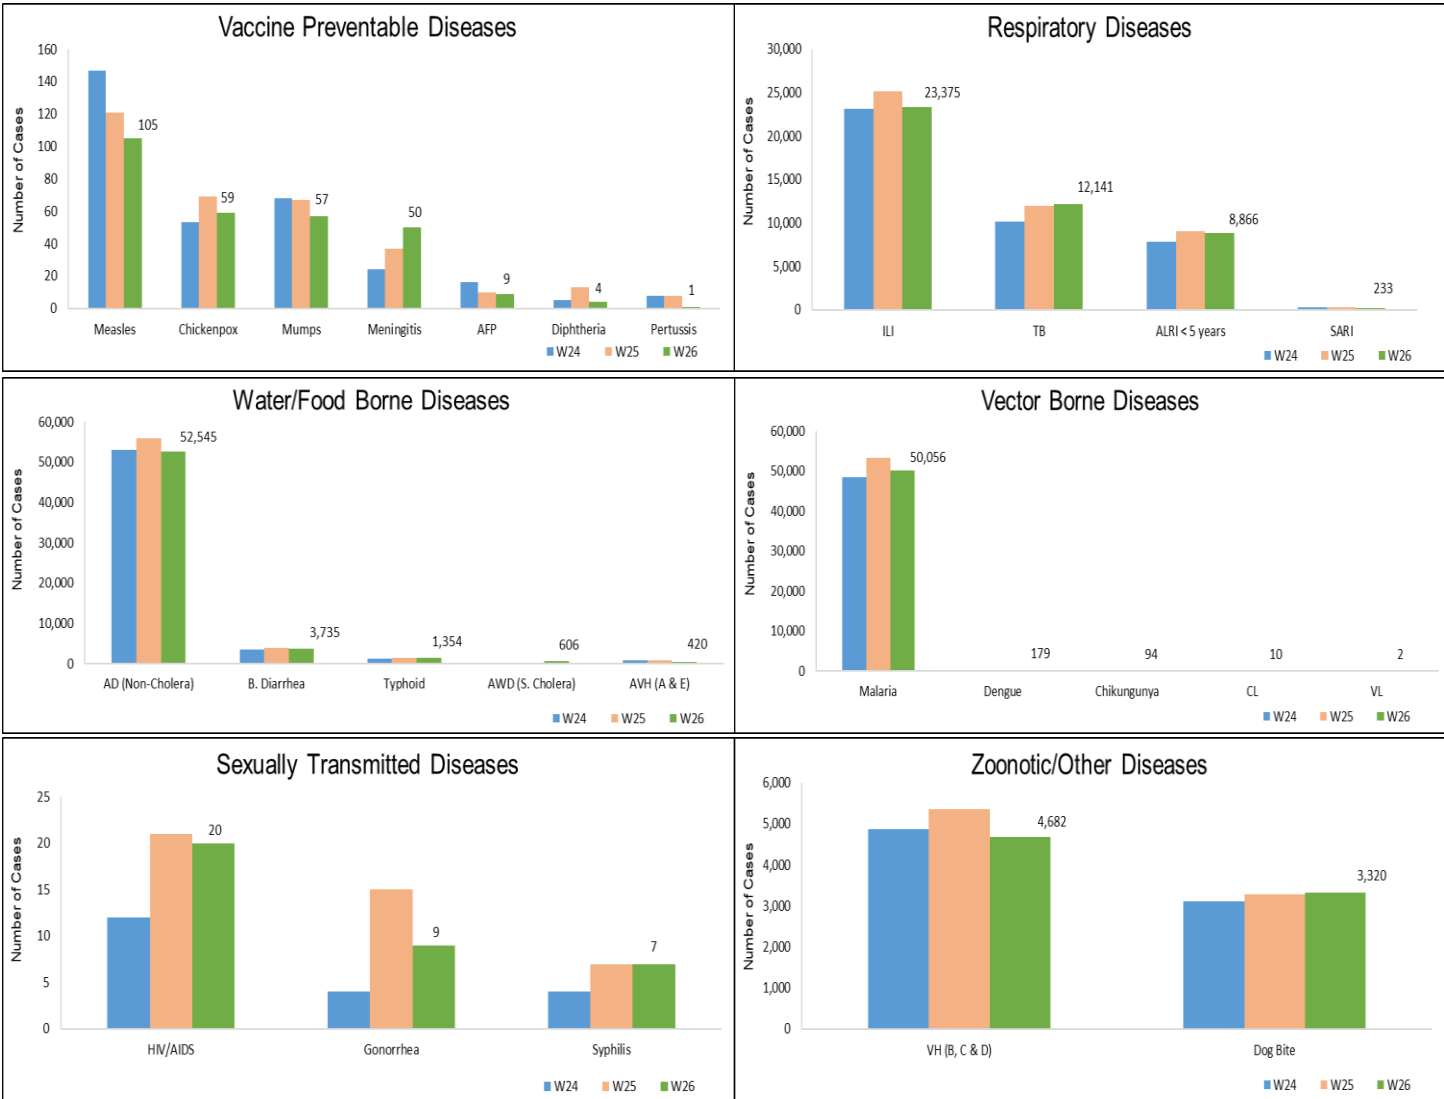 Vaccine Preventable Diseases
Number of Cases
160
140
120
100
80
60
40
20
0
105
59
57
50
9
4
1
Measles Chickenpox Mumps Meningitis AFP Diphtheria Pertussis
W24 W25 W26
Respiratory Diseases
Number of Cases
30,000
25,000
20,000
15,000
10,000
5,000
0
23,375
12,141
8,866
233
ILI TB ALRI < 5 years SARI
W24 W25 W26
Water/Food Borne Diseases
Number of Cases
60,000
50,000
40,000
30,000
20,000
10,000
0
52,545
3,735
1,354
606
420
AD (Non-Cholera) B. Diarrhea Typhoid AWD (S. Cholera) AVH (A & E)
W24 W25 W26
Vector Borne Diseases
Number of Cases
60,000
50,000
40,000
30,000
20,000
10,000
0
50,056
179
94
10
2
Malaria Dengue Chikungunya CL VL
W24 W25 W26
Sexually Transmitted Diseases
Number of Cases
25
20
15
10
5
0
20
9
7
HIV/AIDS Gonorrhea Syphilis
W24 W25 W26
Zoonotic/Other Diseases
Number of Cases
6,000
5,000
4,000
3,000
2,000
1,000
0
4,682
3,320
VH (B, C & D) Dog Bite
W24 W25 W26